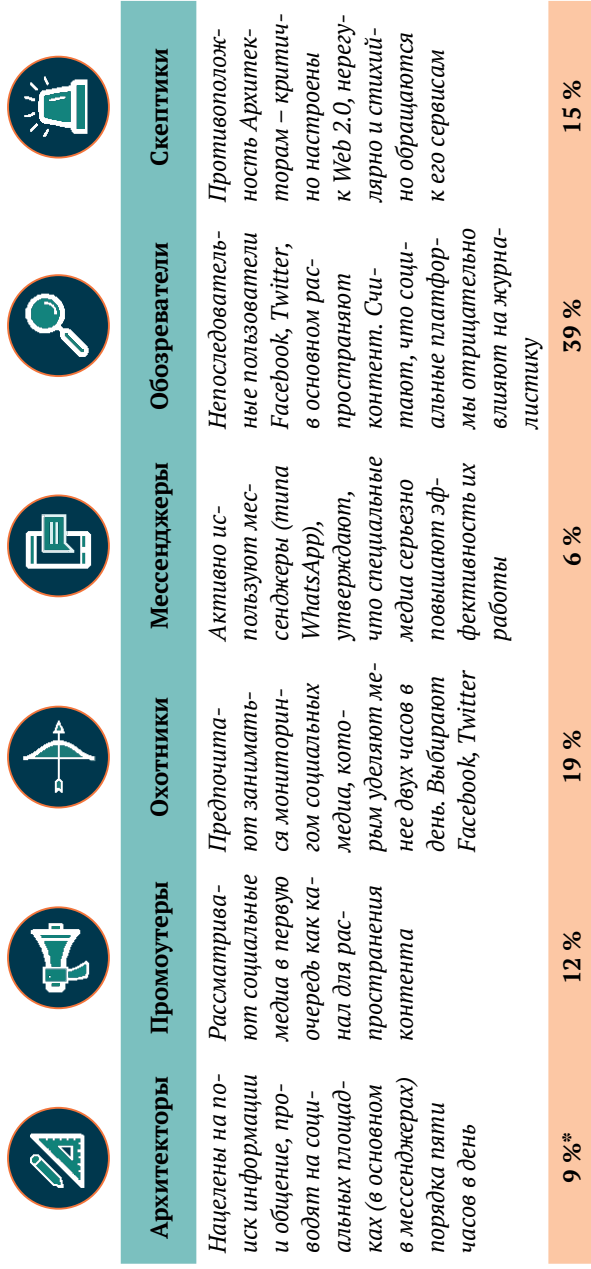 Архитекторы
Нацелены на по-
иск информации
и общение, про-
водят на соци-
альных площад-
ках (в основном
в мессенджерах)
порядка пяти
часов в день
9 %*
Промоутеры
Рассматрива-
ют социальные
медиа в первую
очередь как ка-
нал для рас-
пространения
контента
12 %
Охотники
Предпочита-
ют занимать-
ся мониторин-
гом социальных
медиа, кото-
рым уделяют ме-
нее двух часов в
день. Выбирают
Facebook, Twitter
19 %
Мессенджеры
Активно ис-
пользуют мес-
сенджеры (типа
WhatsApp),
утверждают,
что специальные
медиа серьезно
повышают эф-
фективность их
работы
6 %
Обозреватели
Непоследователь-
ные пользователи
Facebook, Twitter,
в основном рас-
пространяют
контент. Счи-
тают, что соци-
альные платфор-
мы отрицательно
влияют на журна-
листику
39 %
Скептики
Противополож-
ность Архитек-
торам – критич-
но настроены
к Web 2.0, нерегу-
лярно и стихий-
но обращаются
к его сервисам
15 %